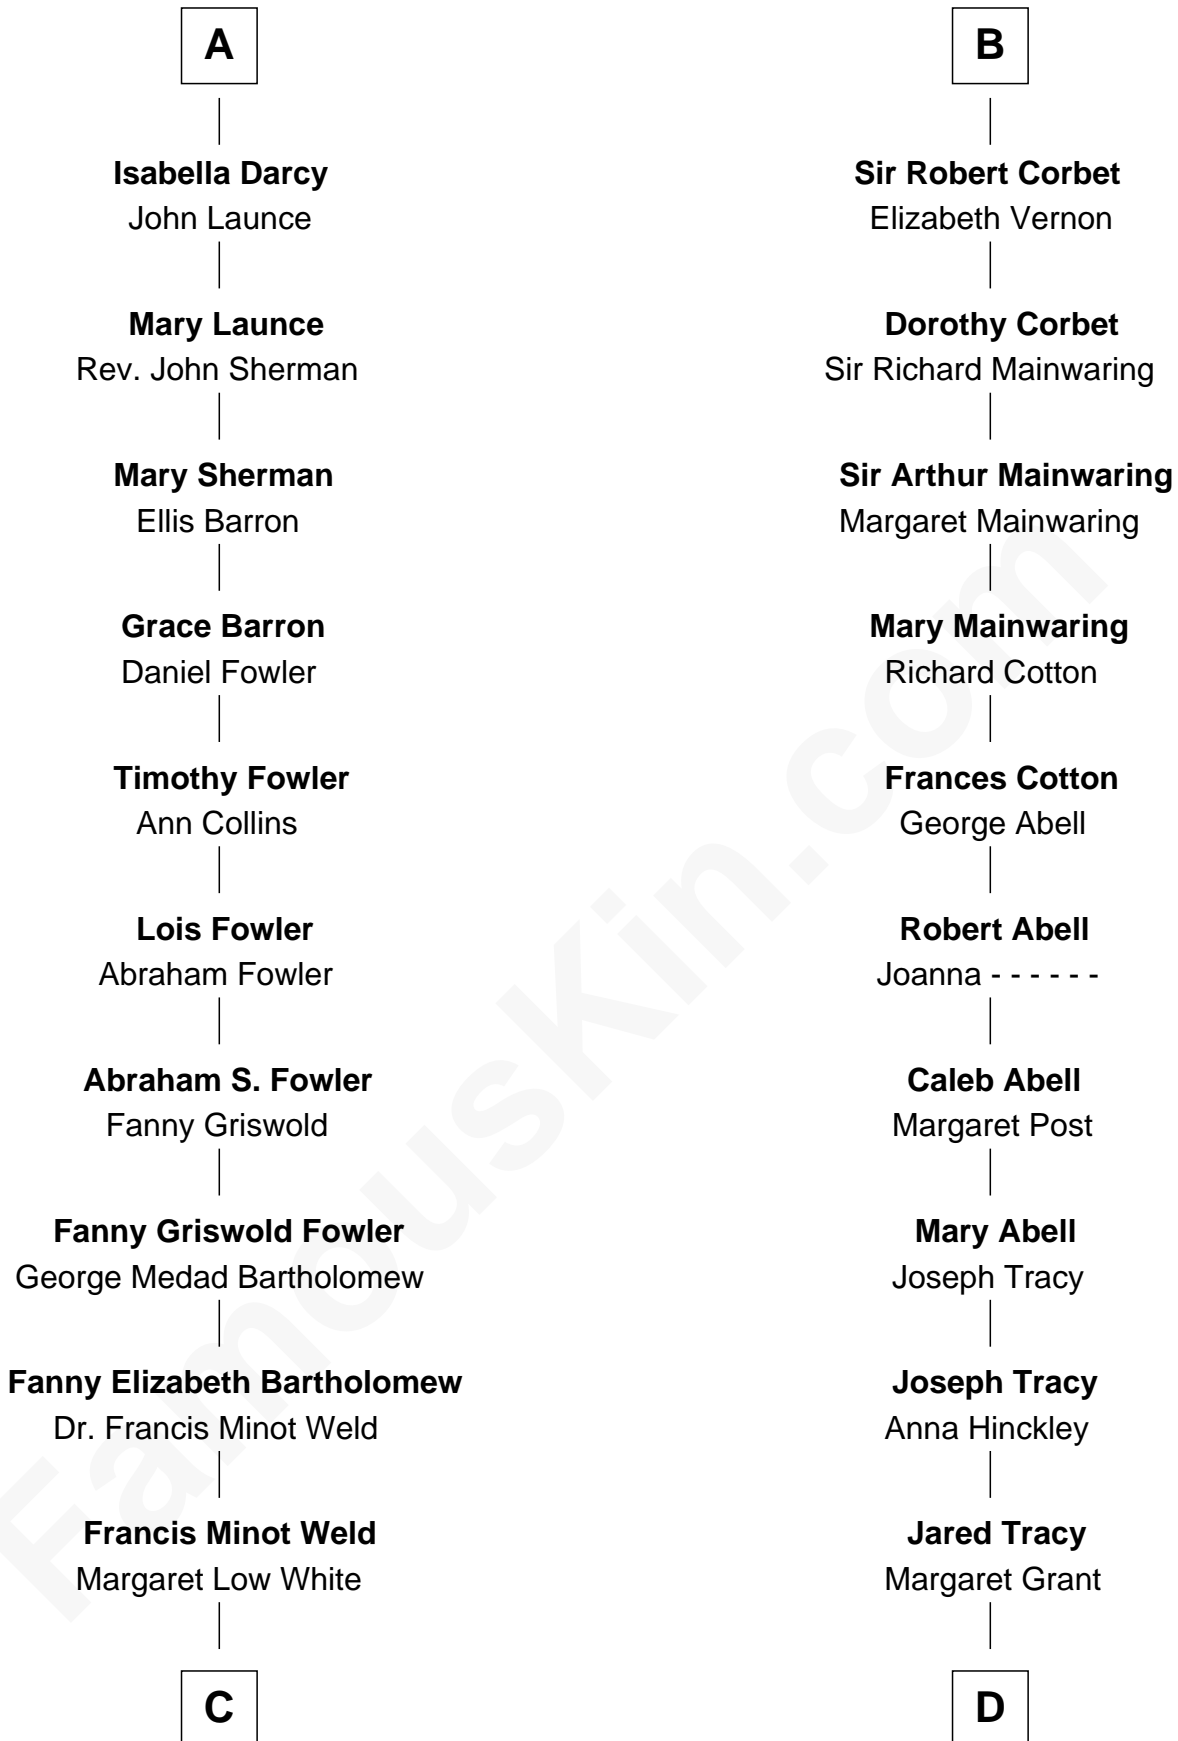 A
Isabella Darcy
John Launce
Mary Launce
Rev. John Sherman
Mary Sherman
Ellis Barron
Grace Barron
Daniel Fowler
Timothy Fowler
Ann Collins
Lois Fowler
Abraham Fowler
Abraham S. Fowler
Fanny Griswold
Fanny Griswold Fowler
George Medad Bartholomew
Fanny Elizabeth Bartholomew
Dr. Francis Minot Weld
Francis Minot Weld
Margaret Low White
C
B
Sir Robert Corbet
Elizabeth Vernon
Dorothy Corbet
Sir Richard Mainwaring
Sir Arthur Mainwaring
Margaret Mainwaring
Mary Mainwaring
Richard Cotton
Frances Cotton
George Abell
Robert Abell
Joanna - - - - - -
Caleb Abell
Margaret Post
Mary Abell
Joseph Tracy
Joseph Tracy
Anna Hinckley
Jared Tracy
Margaret Grant
D
FamousKin.com